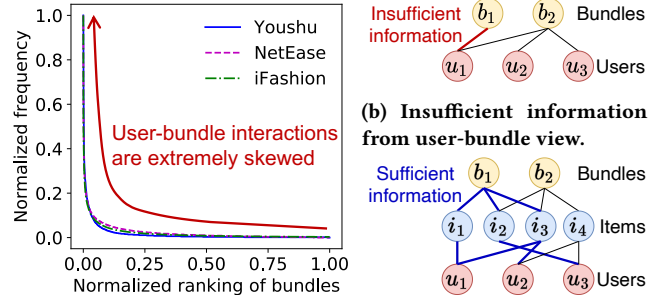 Normalized frequency
1.0
0.8
0.6
0.4
0.2
0.0
Youshu
NetEase
iFashion
User-bundle interactions
are extremely skewed
0.00 0.25 0.50 0.75 1.00
Normalized ranking of bundles
Insufficient
information
b1 b2 Bundles
u1 u2 u3 Users
(b) Insufficient information
from user-bundle view.
Sufficient
information
b1 b2 Bundles
i1 i2 i3 i4 Items
u1 u2 u3 Users